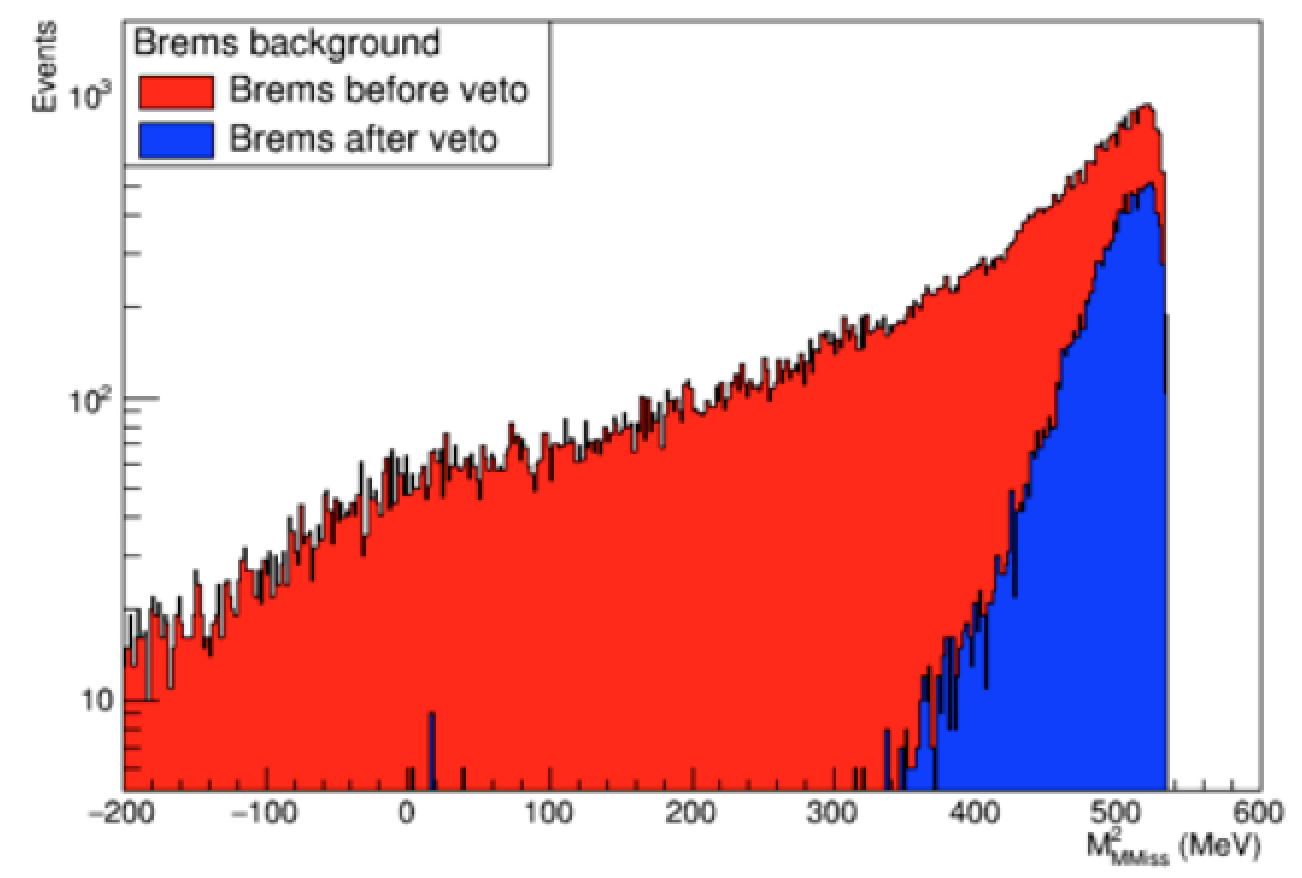 Events
Brems background
Brems before veto
Brems after veto
10³
10²
10
−200 −100 0 100 200 300 400 500 600
M²MMiss (MeV)